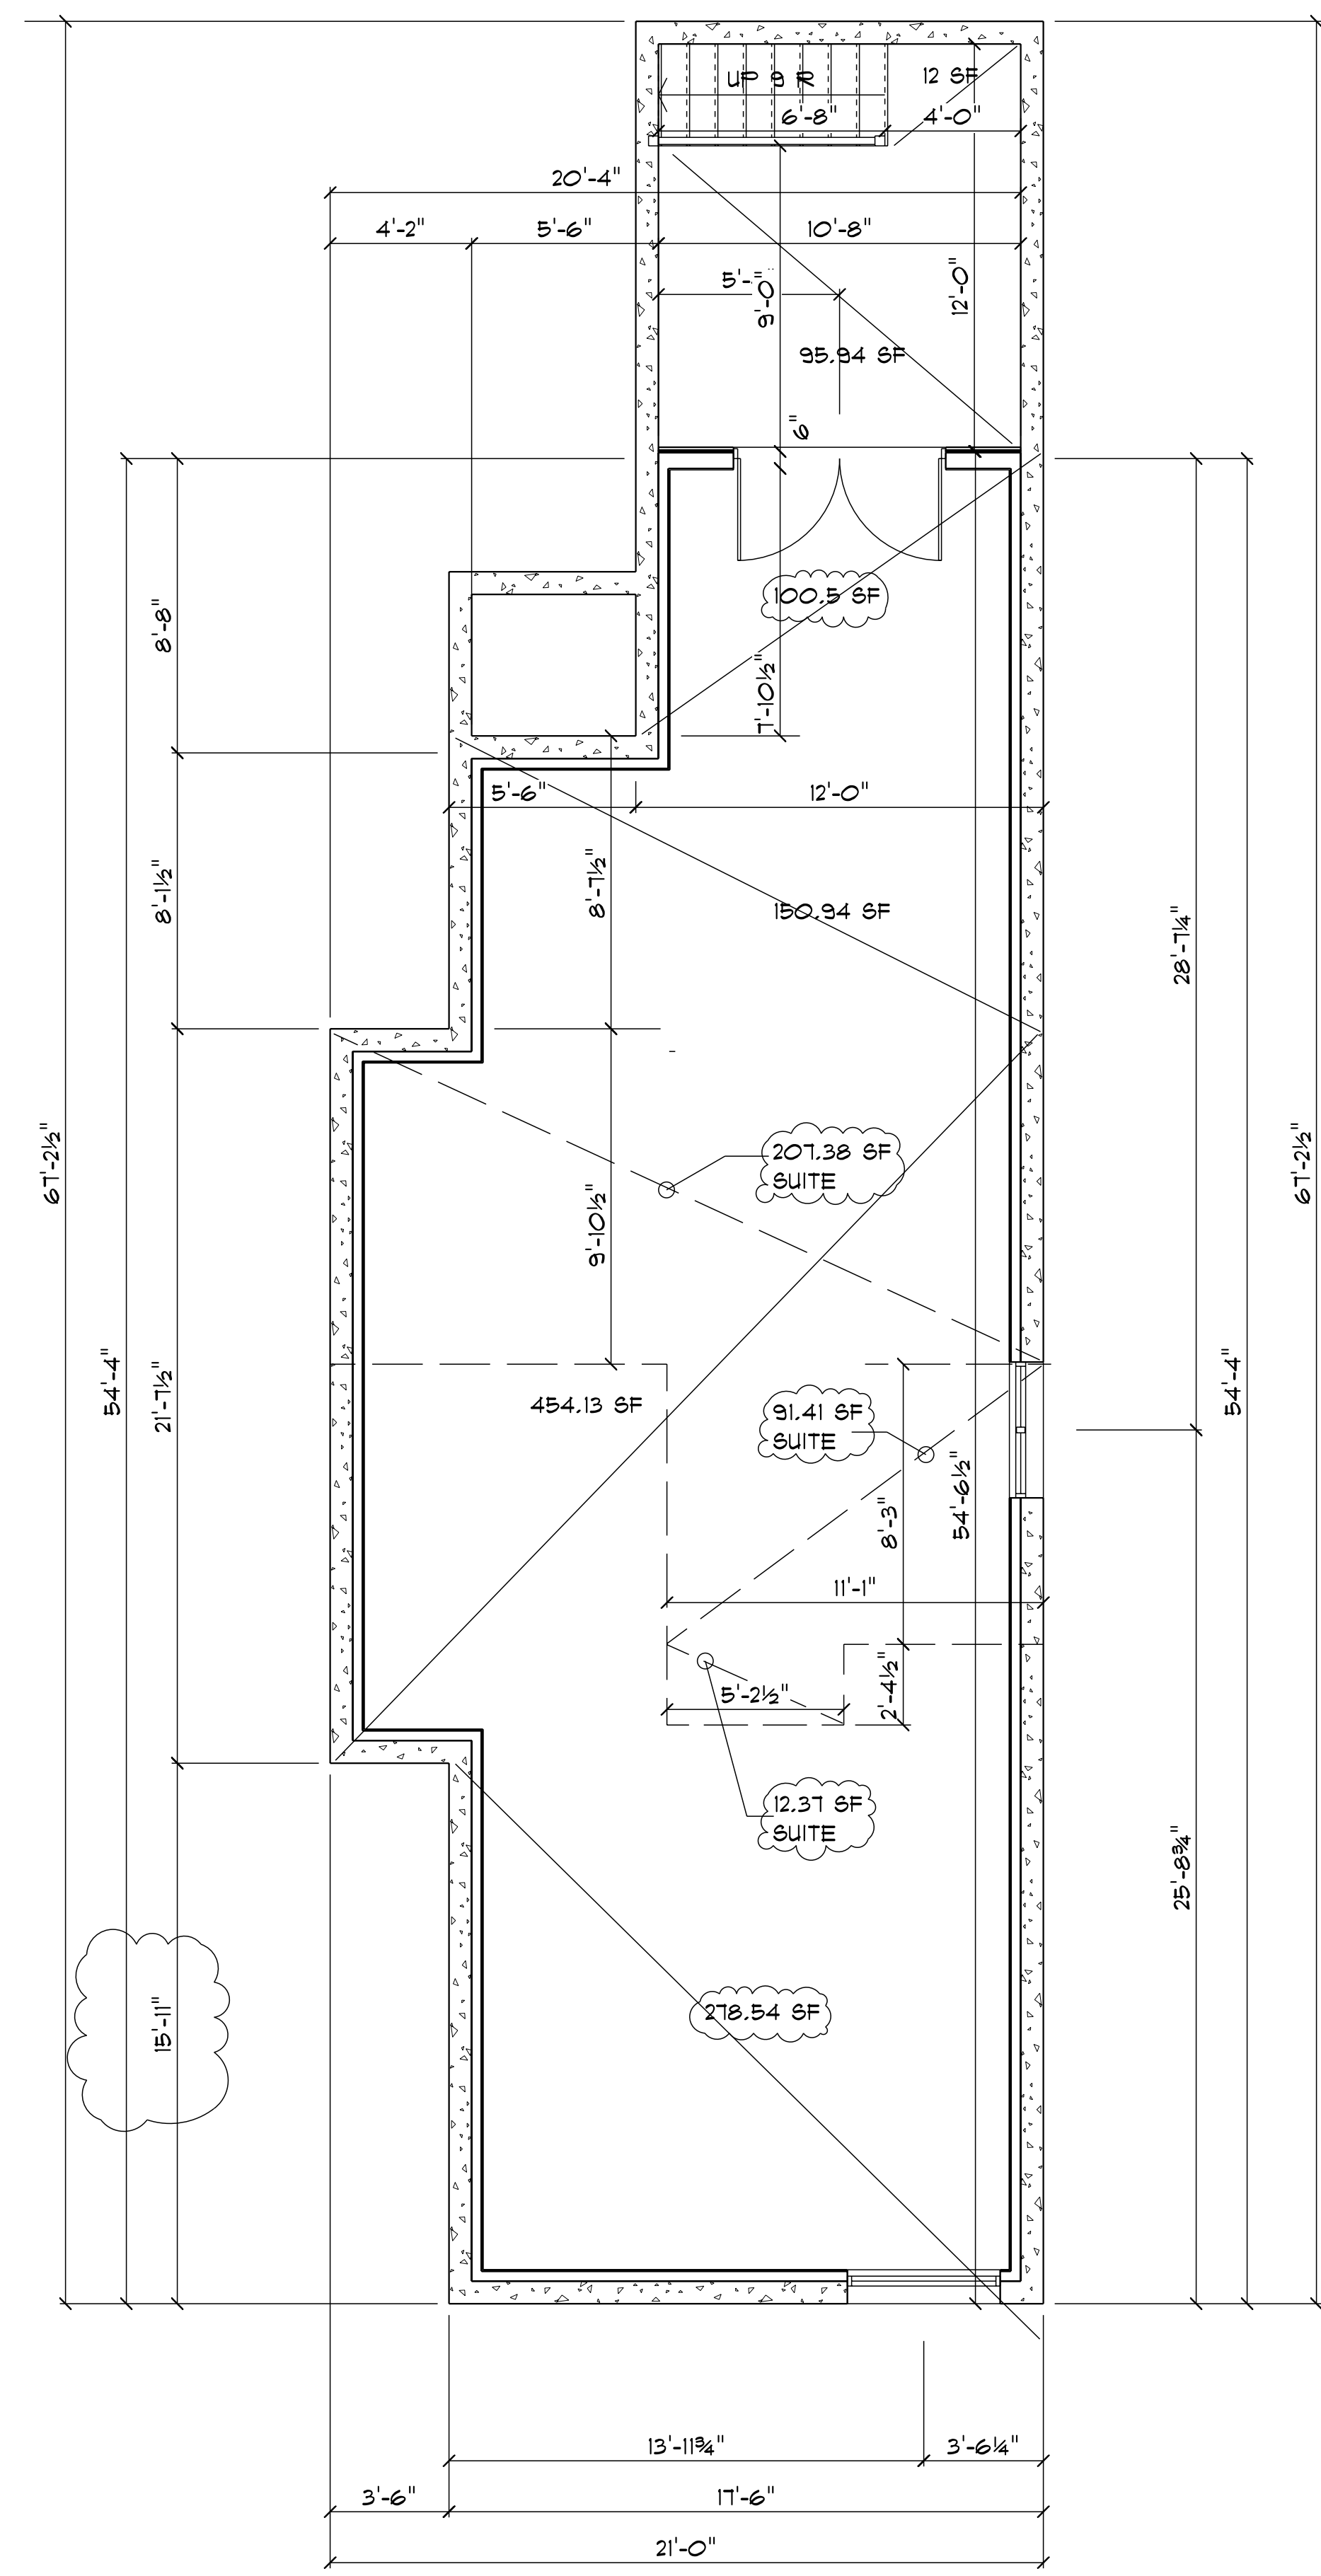 UP 9 R
12 SF
6'-8"
4'-0"
20'-4"
4'-2"
5'-6"
10'-8"
9'-0"
12'-0"
95.94 SF
6"
100.5 SF
8'-8"
7'-10½"
5'-6"
12'-0"
8'-1½"
8'-7½"
150.94 SF
28'-7¼"
67'-2½"
67'-2½"
207.38 SF
SUITE
9'-10½"
54'-4"
21'-7½"
454.13 SF
91.41 SF
SUITE
54'-4"
8'-3"
54'-6½"
11'-1"
5'-2½"
2'-4½"
12.37 SF
SUITE
25'-8¾"
15'-11"
278.54 SF
13'-11¾"
3'-6¼"
3'-6"
17'-6"
21'-0"